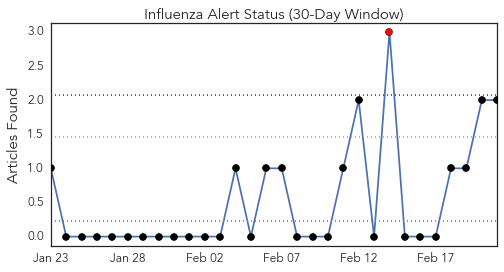 Influenza Alert Status (30-Day Window)
Articles Found
3.0
2.5
2.0
1.5
1.0
0.5
0.0
Jan 23
Jan 28
Feb 02
Feb 07
Feb 12
Feb 17